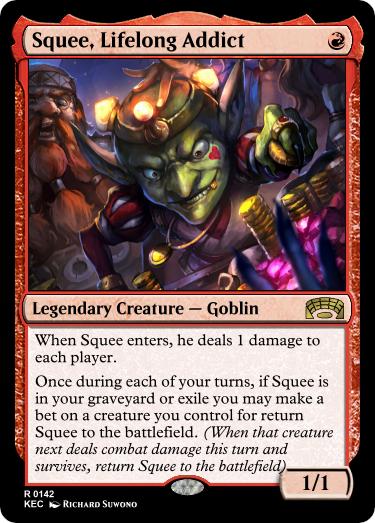 Squee, Lifelong Addict
Legendary Creature — Goblin
When Squee enters, he deals 1 damage to
each player.
Once during each of your turns, if Squee is
in your graveyard or exile you may make a
bet on a creature you control for return
Squee to the battlefield. (When that creature
next deals combat damage this turn and
survives, return Squee to the battlefield)
1/1
R 0142
KEC Richard Suwono